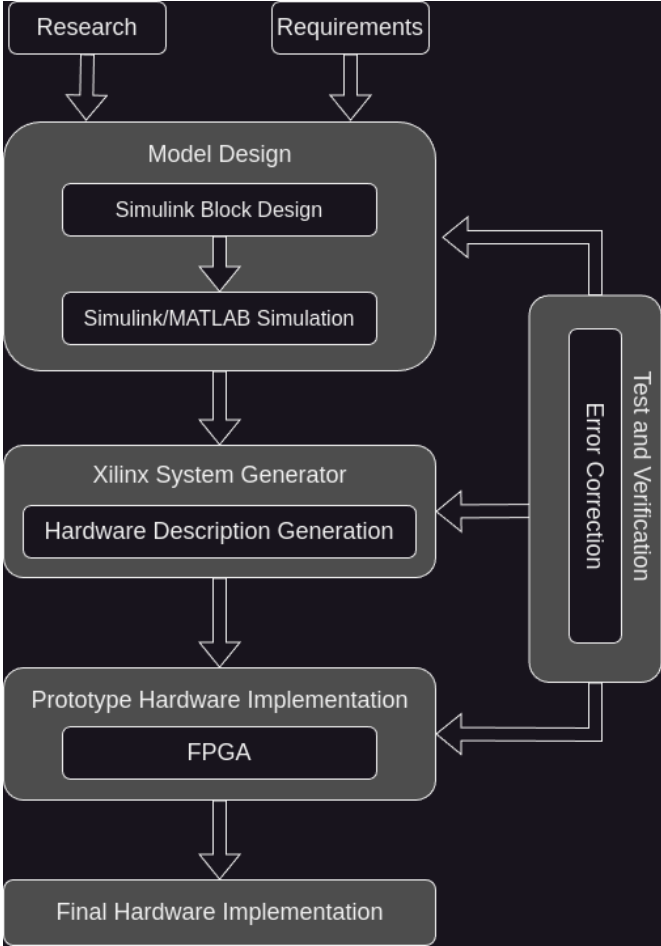 Research
Requirements
Model Design
Simulink Block Design
Simulink/MATLAB Simulation
Xilinx System Generator
Hardware Description Generation
Prototype Hardware Implementation
FPGA
Final Hardware Implementation
Test and Verification
Error Correction